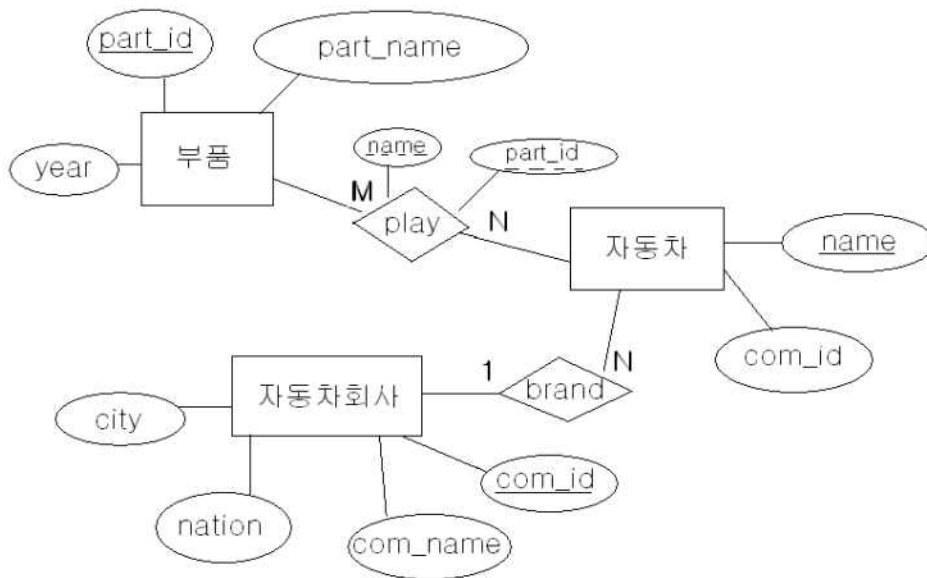 part_id
part_name
부품
year
name
part_id
M
play
N
자동차
name
com_id
1
N
brand
자동차회사
city
com_id
nation
com_name